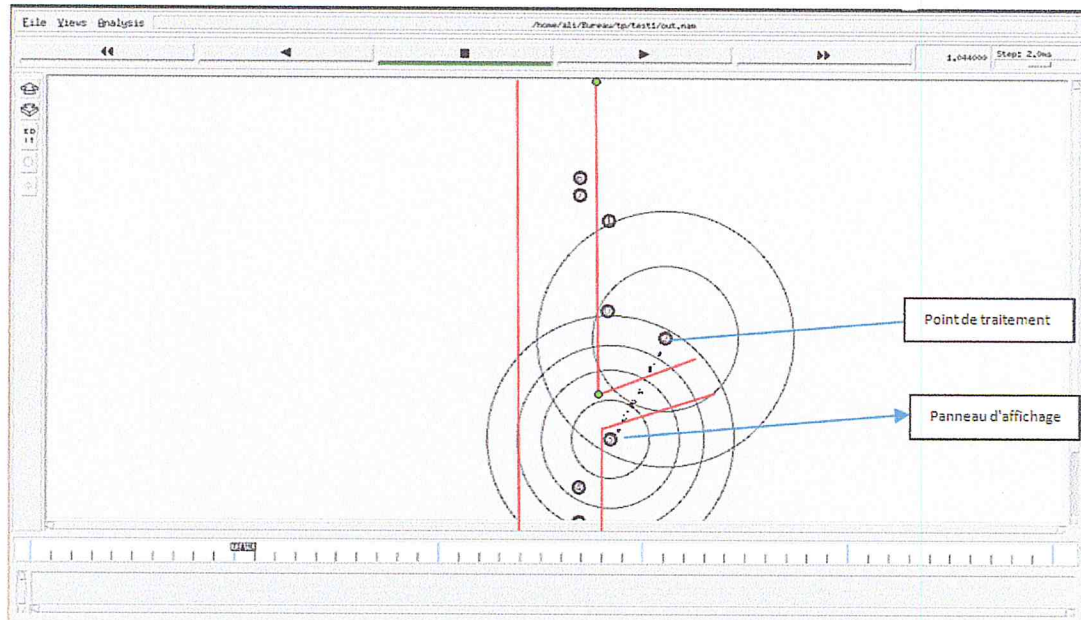 File Views Analysis
/home/ali/Bureau/tp/test1/out.nam
1.044000 Step: 2.0ms
Point de traitement
Panneau d'affichage
TIME